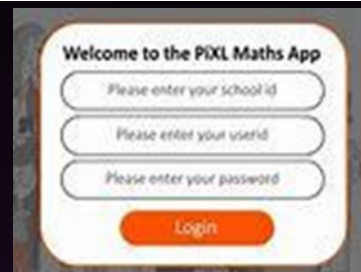 Welcome to the PiXL Maths App
Please enter your school id
Please enter your userid
Please enter your password
Login